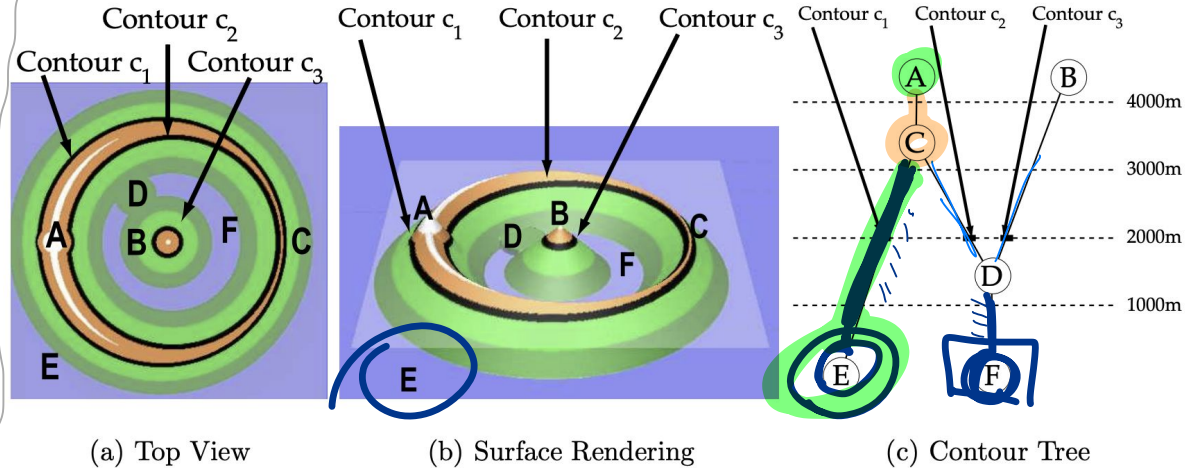 Contour c2
Contour c1
Contour c3
A
B
C
D
E
F
(a) Top View
Contour c1
Contour c2
Contour c3
A
B
C
D
F
E
(b) Surface Rendering
Contour c1
Contour c2
Contour c3
A
B
4000m
C
3000m
2000m
D
1000m
E
F
(c) Contour Tree